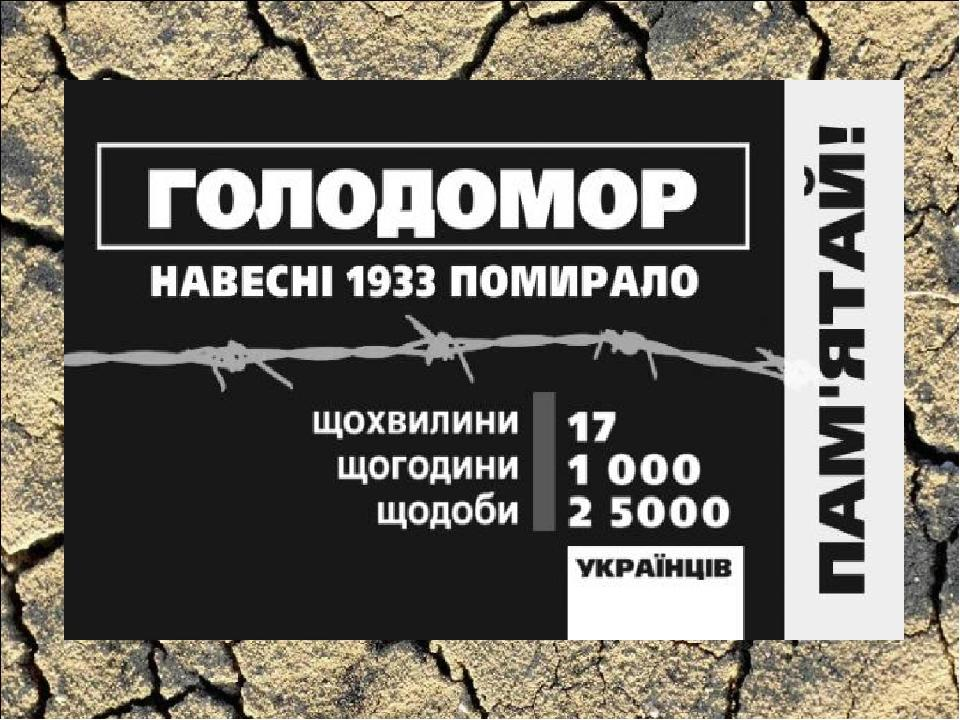 ГОЛОДОМОР
НАВЕСНІ 1933 ПОМИРАЛО
щохвилини 17
щогодини 1 000
щодоби 2 5000
УКРАЇНЦІВ
ПАМ'ЯТАЙ!